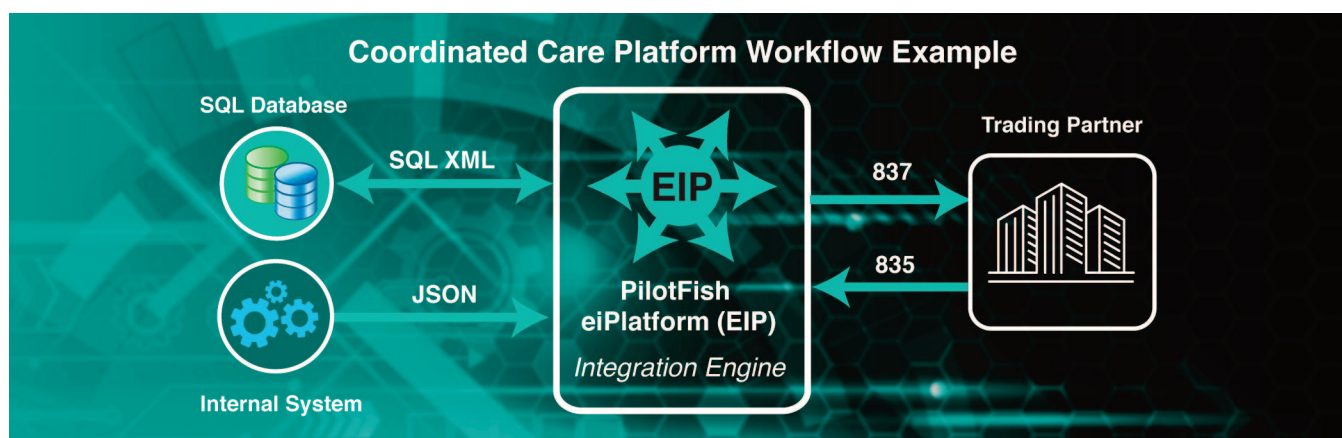 Coordinated Care Platform Workflow Example
SQL Database
SQL XML
Internal System
JSON
EIP
PilotFish
eiPlatform (EIP)
Integration Engine
837
835
Trading Partner